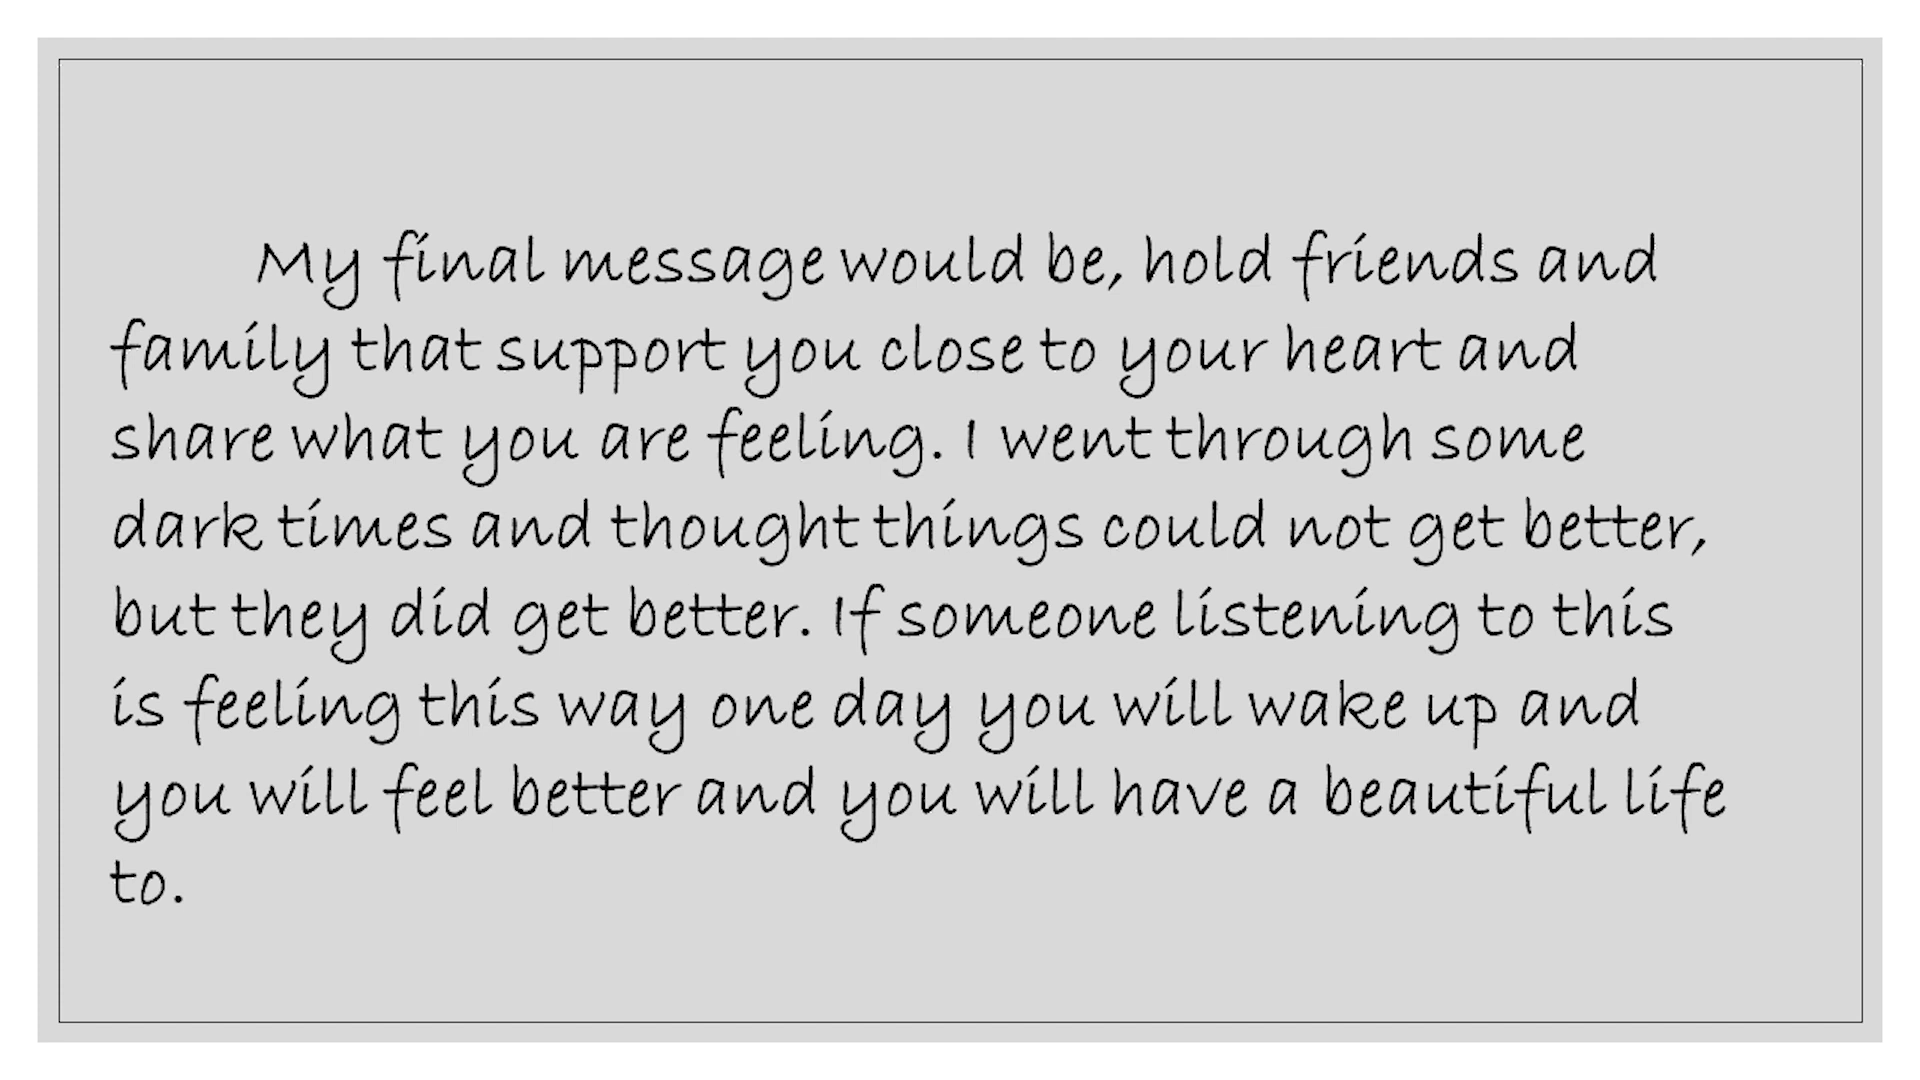 My final message would be, hold friends and
family that support you close to your heart and
share what you are feeling. I went through some
dark times and thought things could not get better,
but they did get better. If someone listening to this
is feeling this way one day you will wake up and
you will feel better and you will have a beautiful life
to.